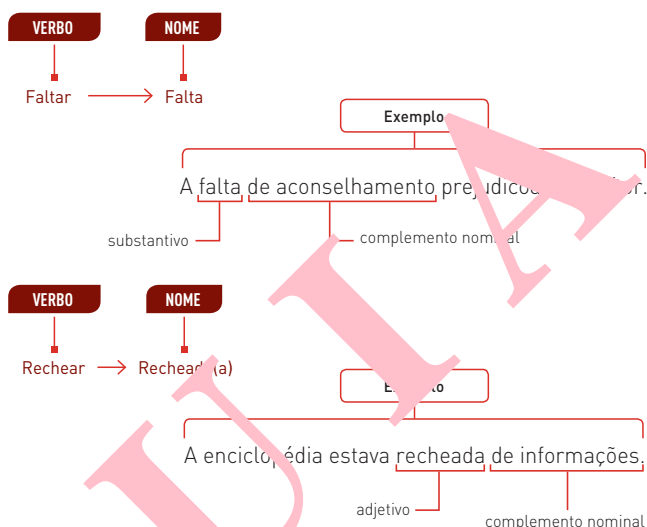 VERBO NOME
Faltar Falta
Exemplo
A falta de aconselhamento
substantivo complemento nominal
VERBO NOME
Rechear Recheado(a)
Exemplo
A enciclopédia estava recheada de informações.
adjetivo complemento nominal
U I A